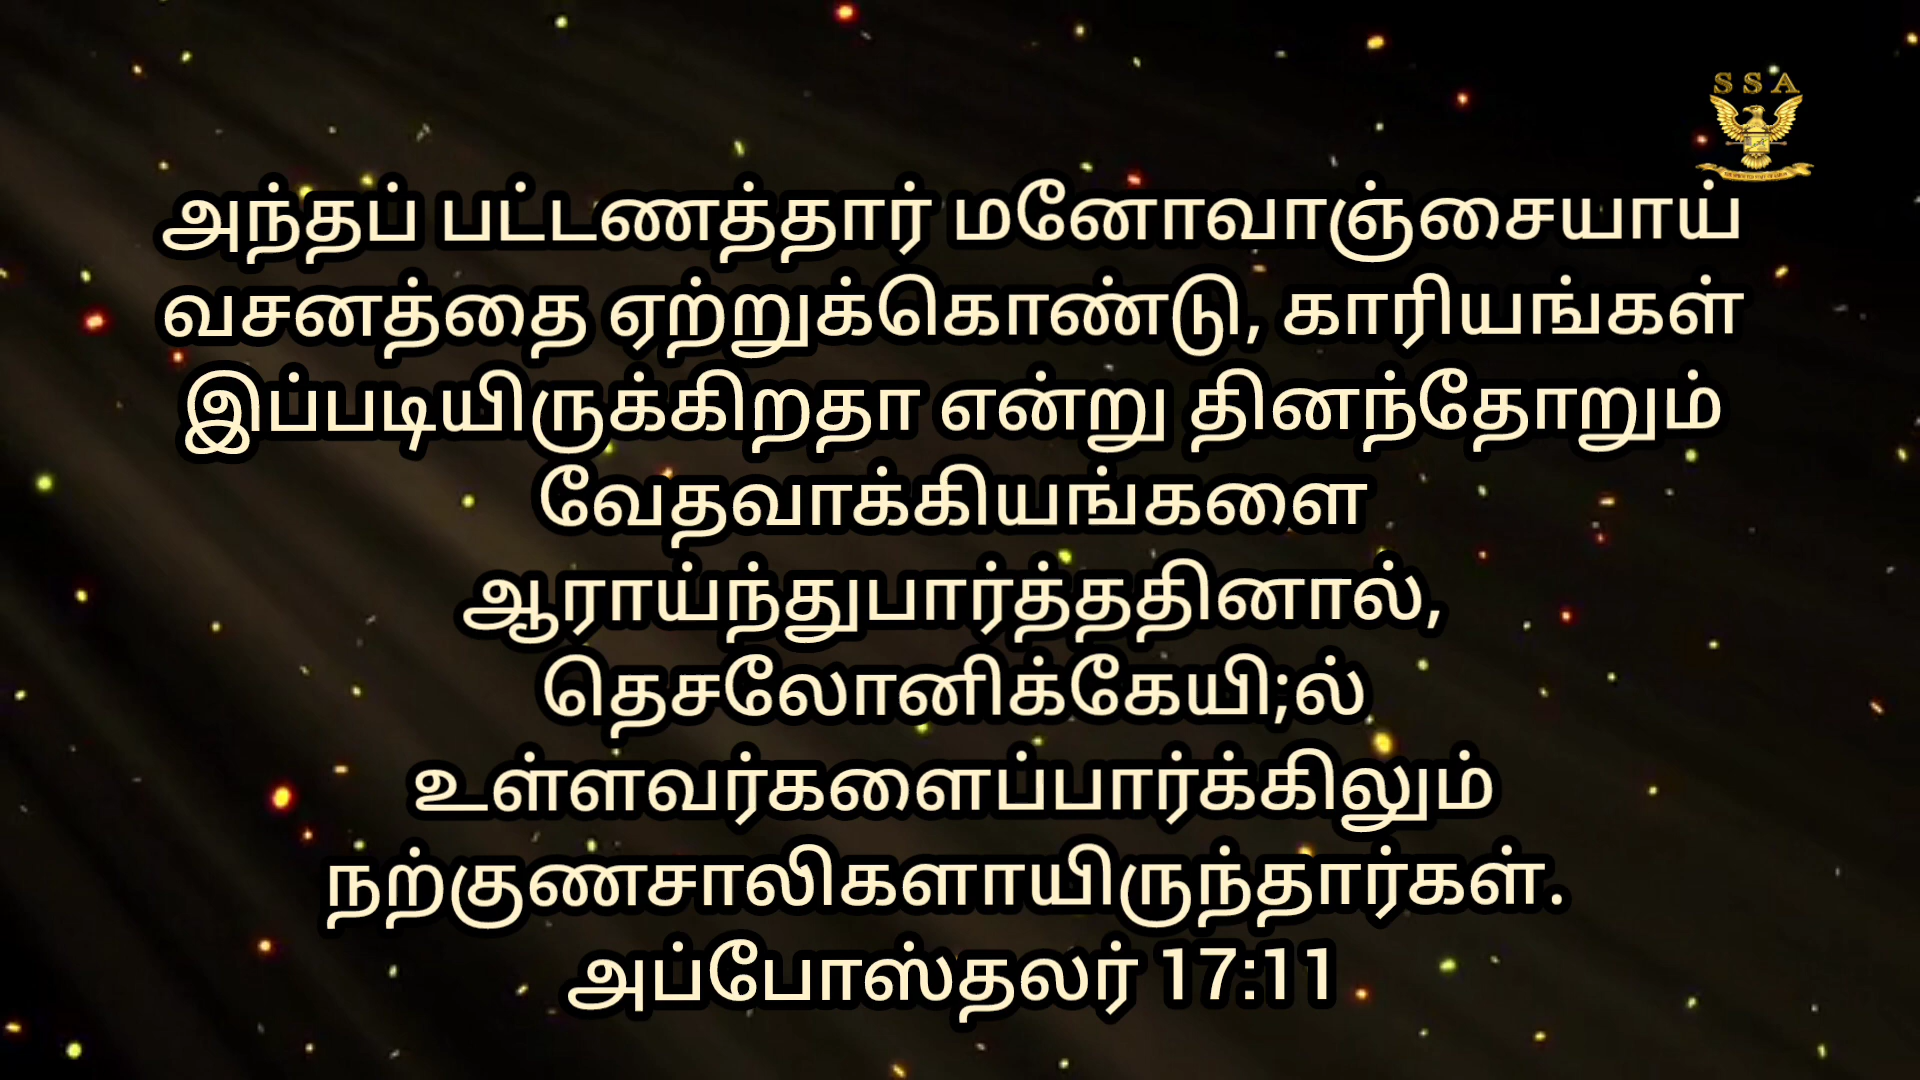 SSA
அந்தப் பட்டணத்தார் மனோவாஞ்சையாய்
வசனத்தை ஏற்றுக்கொண்டு, காரியங்கள்
இப்படியிருக்கிறதா என்று தினந்தோறும்
வேதவாக்கியங்களை
ஆராய்ந்துபார்த்ததினால்,
தெசலோனிக்கேயி;ல்
உள்ளவர்களைப்பார்க்கிலும்
நற்குணசாலிகளாயிருந்தார்கள்.
அப்போஸ்தலர் 17:11